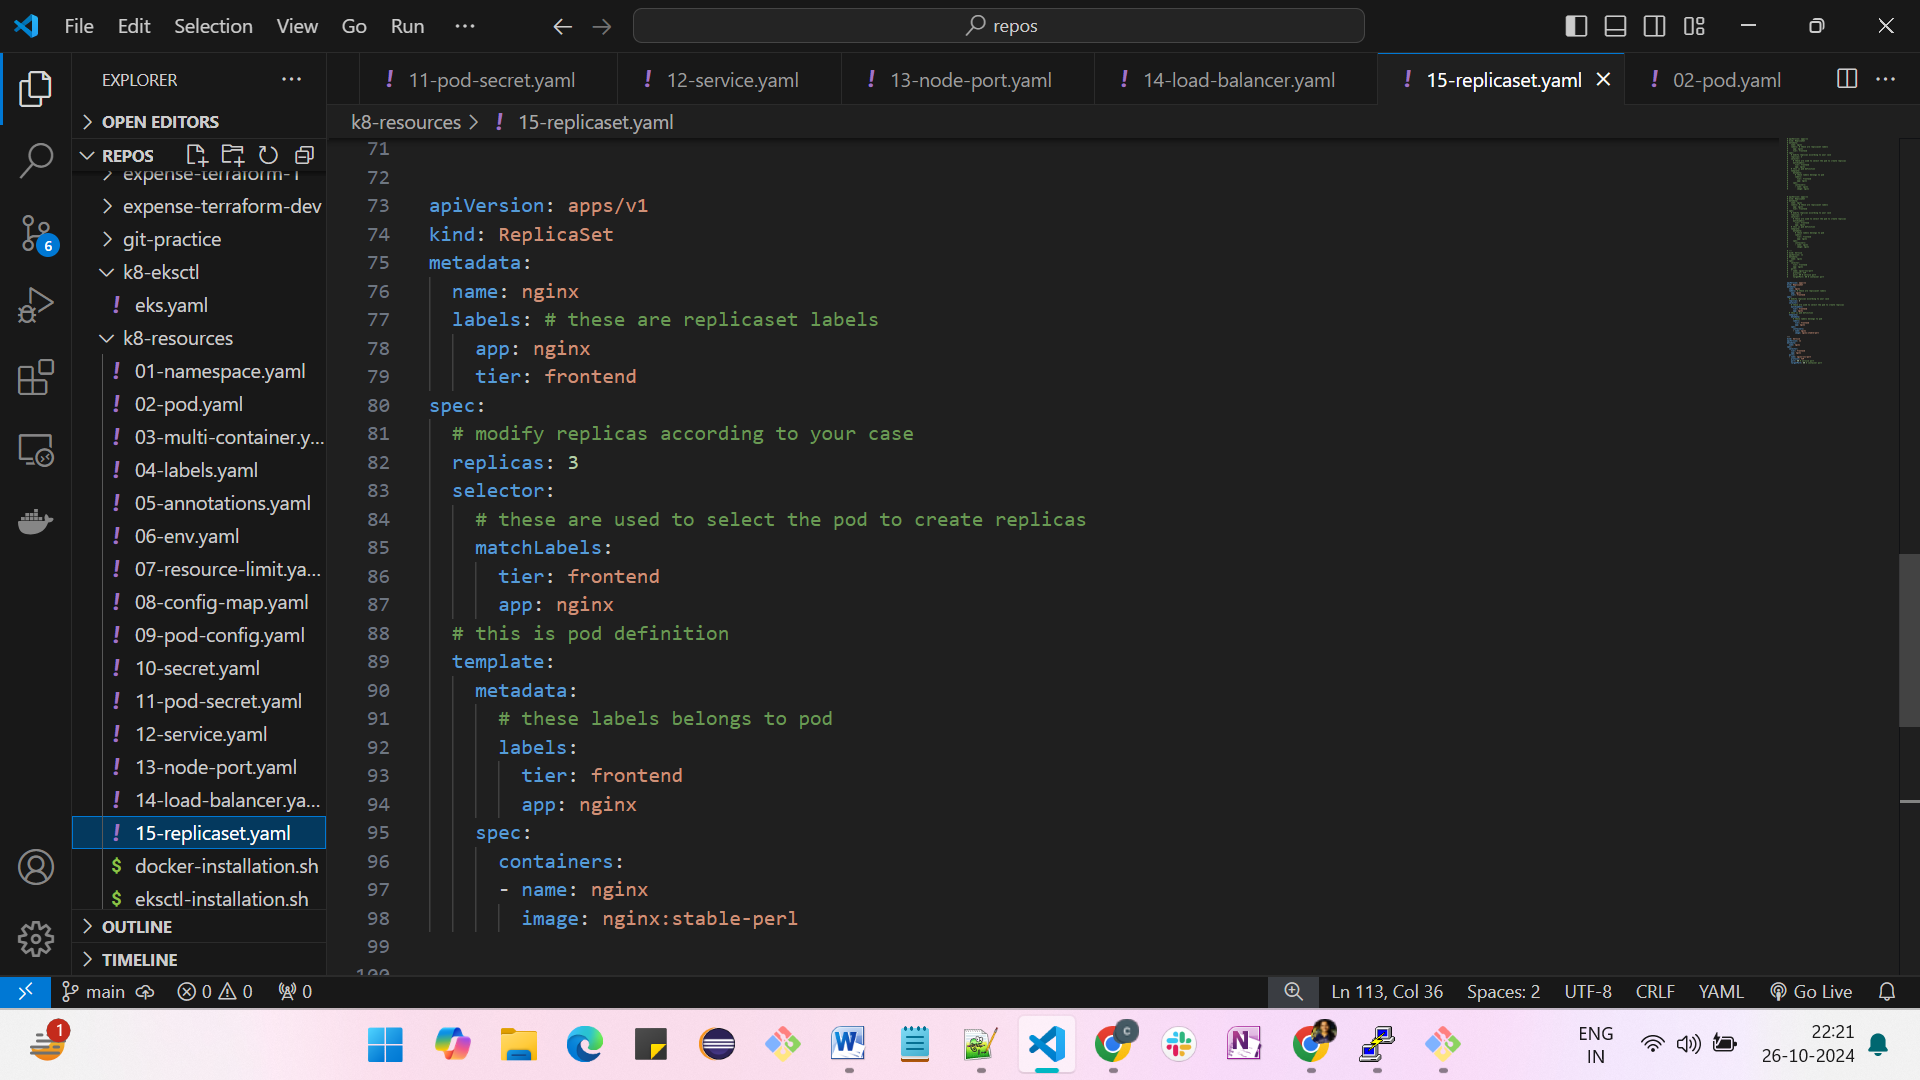 File Edit Selection View Go Run ···
repos
EXPLORER ···
11-pod-secret.yaml
12-service.yaml
13-node-port.yaml
14-load-balancer.yaml
15-replicaset.yaml
02-pod.yaml
k8-resources > ! 15-replicaset.yaml
OPEN EDITORS
REPOS
expense-terraform-1
expense-terraform-dev
git-practice
k8-eksctl
! eks.yaml
k8-resources
! 01-namespace.yaml
! 02-pod.yaml
! 03-multi-container.y...
! 04-labels.yaml
! 05-annotations.yaml
! 06-env.yaml
! 07-resource-limit.ya...
! 08-config-map.yaml
! 09-pod-config.yaml
! 10-secret.yaml
! 11-pod-secret.yaml
! 12-service.yaml
! 13-node-port.yaml
! 14-load-balancer.ya...
! 15-replicaset.yaml
$ docker-installation.sh
$ eksctl-installation.sh
OUTLINE
TIMELINE
6
71
72
73 apiVersion: apps/v1
74 kind: ReplicaSet
75 metadata:
76 name: nginx
77 labels: # these are replicaset labels
78 app: nginx
79 tier: frontend
80 spec:
81 # modify replicas according to your case
82 replicas: 3
83 selector:
84 # these are used to select the pod to create replicas
85 matchLabels:
86 tier: frontend
87 app: nginx
88 # this is pod definition
89 template:
90 metadata:
91 # these labels belongs to pod
92 labels:
93 tier: frontend
94 app: nginx
95 spec:
96 containers:
97 - name: nginx
98 image: nginx:stable-perl
99
100
main 0 0 0
Ln 113, Col 36 Spaces: 2 UTF-8 CRLF YAML Go Live
1
ENG
IN
22:21
26-10-2024